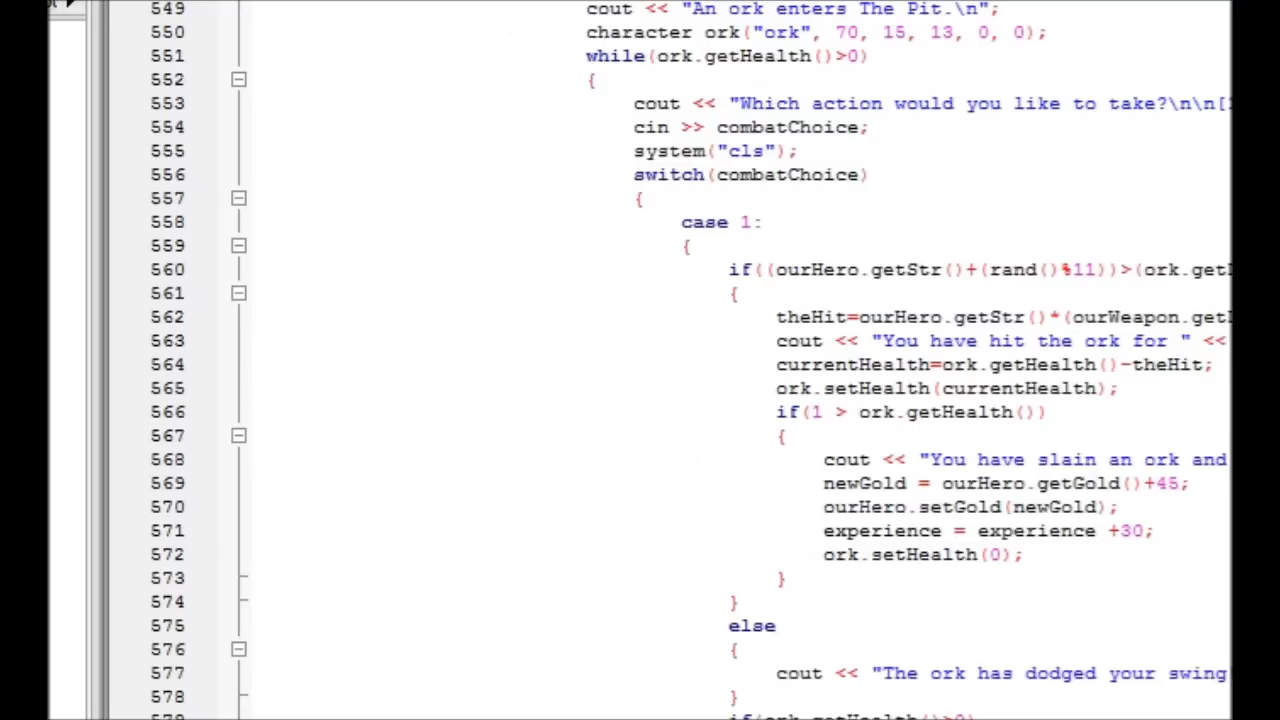 549 cout << "An ork enters The Pit.\n";
550 character ork("ork", 70, 15, 13, 0, 0);
551 while(ork.getHealth()>0)
552 {
553 cout << "Which action would you like to take?\n\n[
554 cin >> combatChoice;
555 system("cls");
556 switch(combatChoice)
557 {
558 case 1:
559 {
560 if((ourHero.getStr()+(rand()%11))>(ork.get
561 {
562 theHit=ourHero.getStr()*(ourWeapon.get
563 cout << "You have hit the ork for " <<
564 currentHealth=ork.getHealth()-theHit;
565 ork.setHealth(currentHealth);
566 if(1 > ork.getHealth())
567 {
568 cout << "You have slain an ork and
569 newGold = ourHero.getGold()+45;
570 ourHero.setGold(newGold);
571 experience = experience +30;
572 ork.setHealth(0);
573 }
574 }
575 else
576 {
577 cout << "The ork has dodged your swing
578 }
579 if(ork.getHealth()>0)